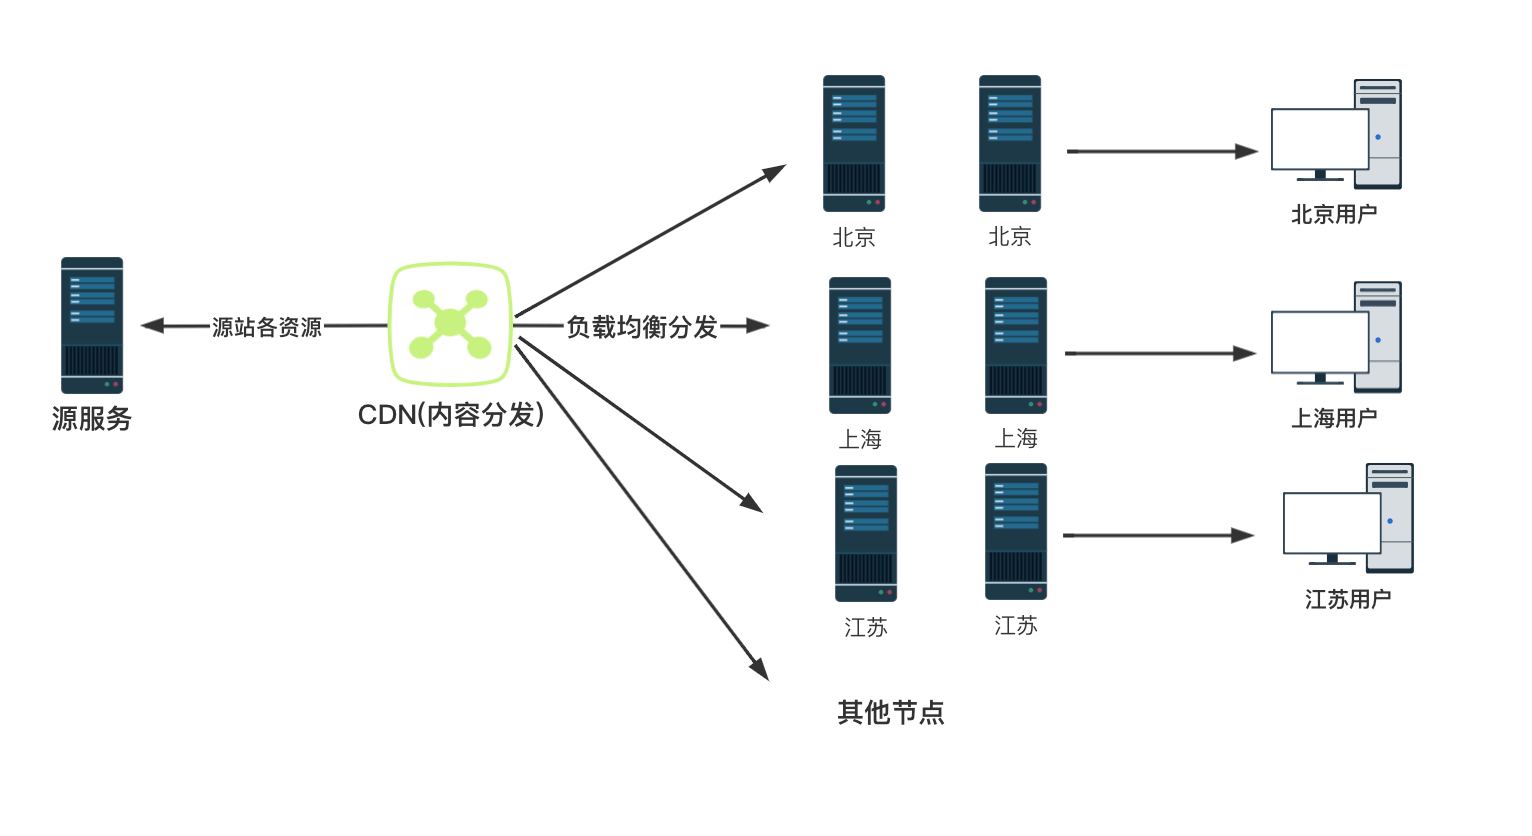 北京
北京
北京用户
源站各资源
负载均衡分发
源服务
CDN(内容分发)
上海
上海
上海用户
江苏
江苏
江苏用户
其他节点